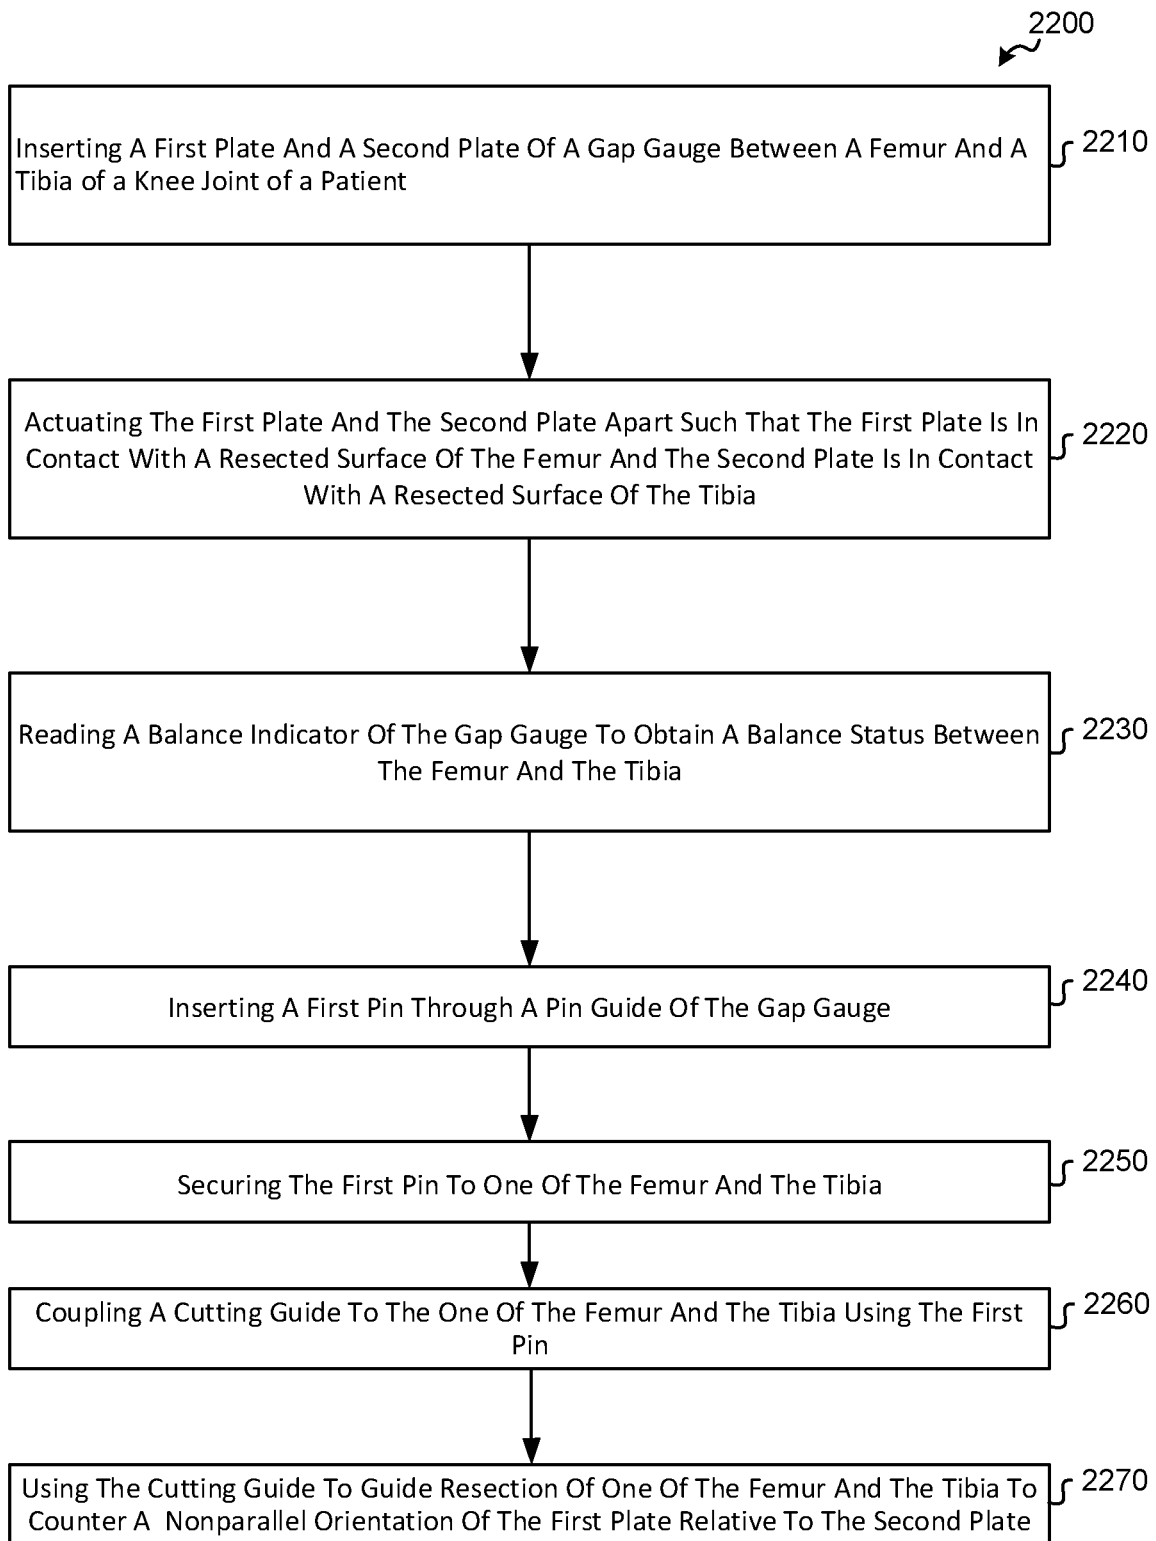 2200
Inserting A First Plate And A Second Plate Of A Gap Gauge Between A Femur And A
Tibia of a Knee Joint of a Patient
2210
Actuating The First Plate And The Second Plate Apart Such That The First Plate Is In
Contact With A Resected Surface Of The Femur And The Second Plate Is In Contact
With A Resected Surface Of The Tibia
2220
Reading A Balance Indicator Of The Gap Gauge To Obtain A Balance Status Between
The Femur And The Tibia
2230
Inserting A First Pin Through A Pin Guide Of The Gap Gauge
2240
Securing The First Pin To One Of The Femur And The Tibia
2250
Coupling A Cutting Guide To The One Of The Femur And The Tibia Using The First
Pin
2260
Using The Cutting Guide To Guide Resection Of One Of The Femur And The Tibia To
Counter A  Nonparallel Orientation Of The First Plate Relative To The Second Plate
2270